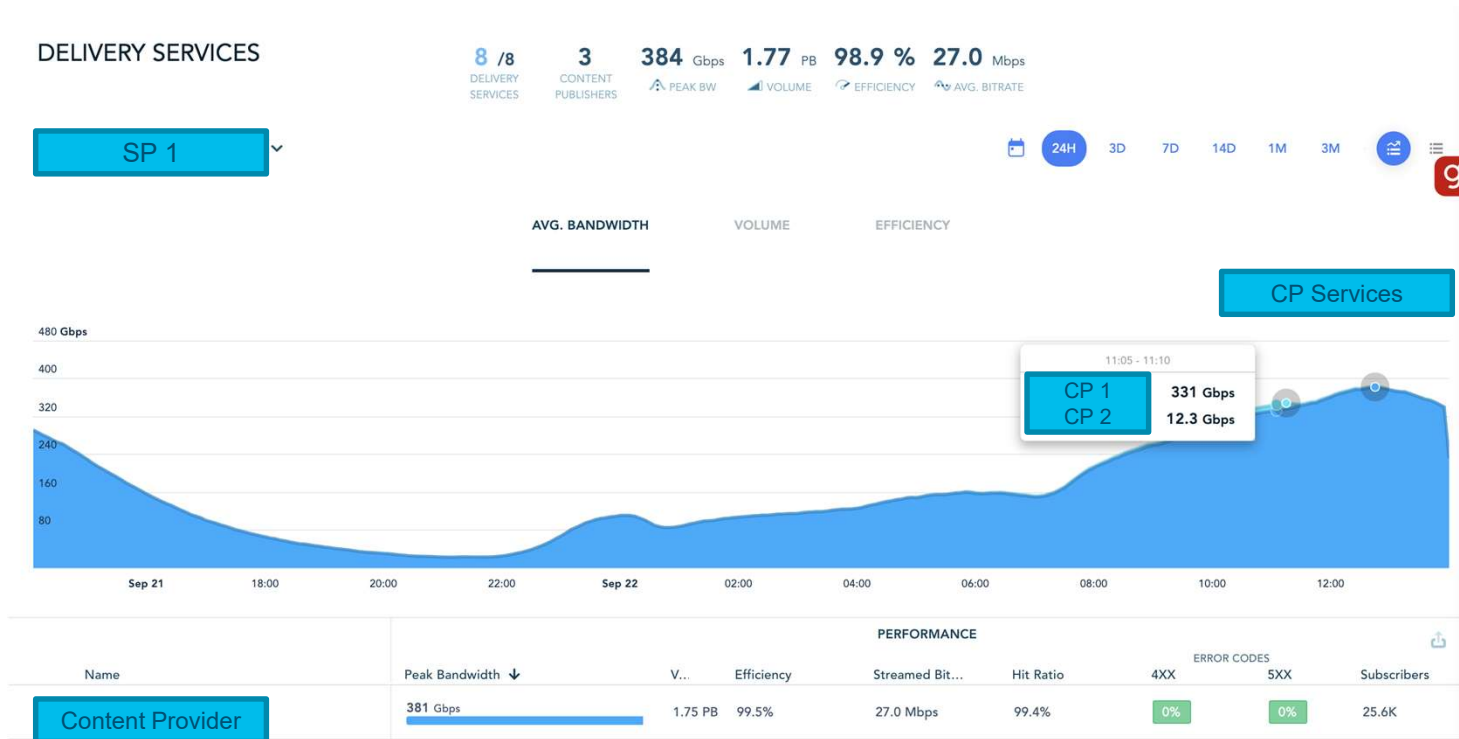 DELIVERY SERVICES
8 /8 3 384 Gbps 1.77 PB 98.9 % 27.0 Mbps
DELIVERY SERVICES CONTENT PUBLISHERS PEAK BW VOLUME EFFICIENCY AVG. BITRATE
SP 1
24H 3D 7D 14D 1M 3M
g
AVG. BANDWIDTH VOLUME EFFICIENCY
CP Services
480 Gbps
11:05 - 11:10
400
CP 1 331 Gbps
320
CP 2 12.3 Gbps
240
160
80
Sep 21 18:00 20:00 22:00 Sep 22 02:00 04:00 06:00 08:00 10:00 12:00
PERFORMANCE
ERROR CODES
Name Peak Bandwidth V... Efficiency Streamed Bit... Hit Ratio 4XX 5XX Subscribers
Content Provider 381 Gbps 1.75 PB 99.5% 27.0 Mbps 99.4% 0% 0% 25.6K